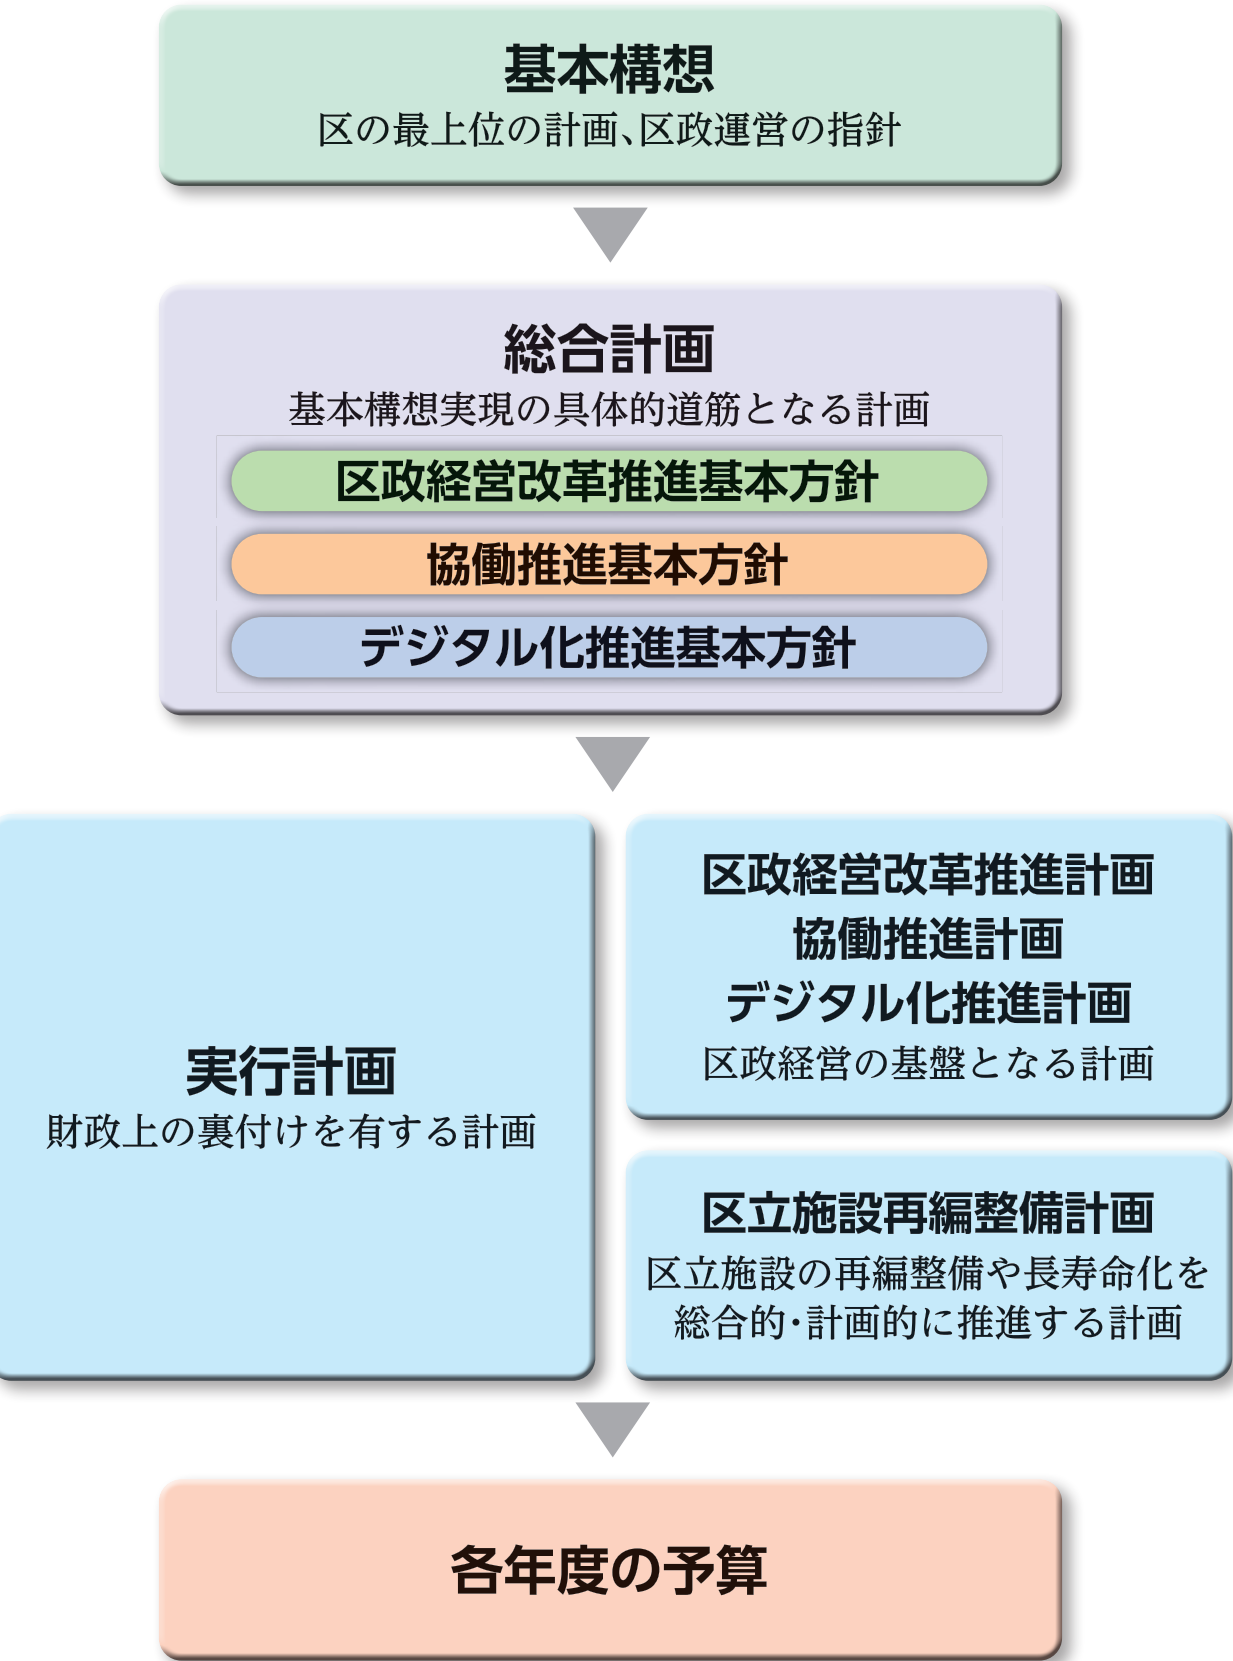 基本構想
区の最上位の計画、区政運営の指針
総合計画
基本構想実現の具体的道筋となる計画
区政経営改革推進基本方針
協働推進基本方針
デジタル化推進基本方針
実行計画
財政上の裏付けを有する計画
区政経営改革推進計画
協働推進計画
デジタル化推進計画
区政経営の基盤となる計画
区立施設再編整備計画
区立施設の再編整備や長寿命化を
総合的・計画的に推進する計画
各年度の予算